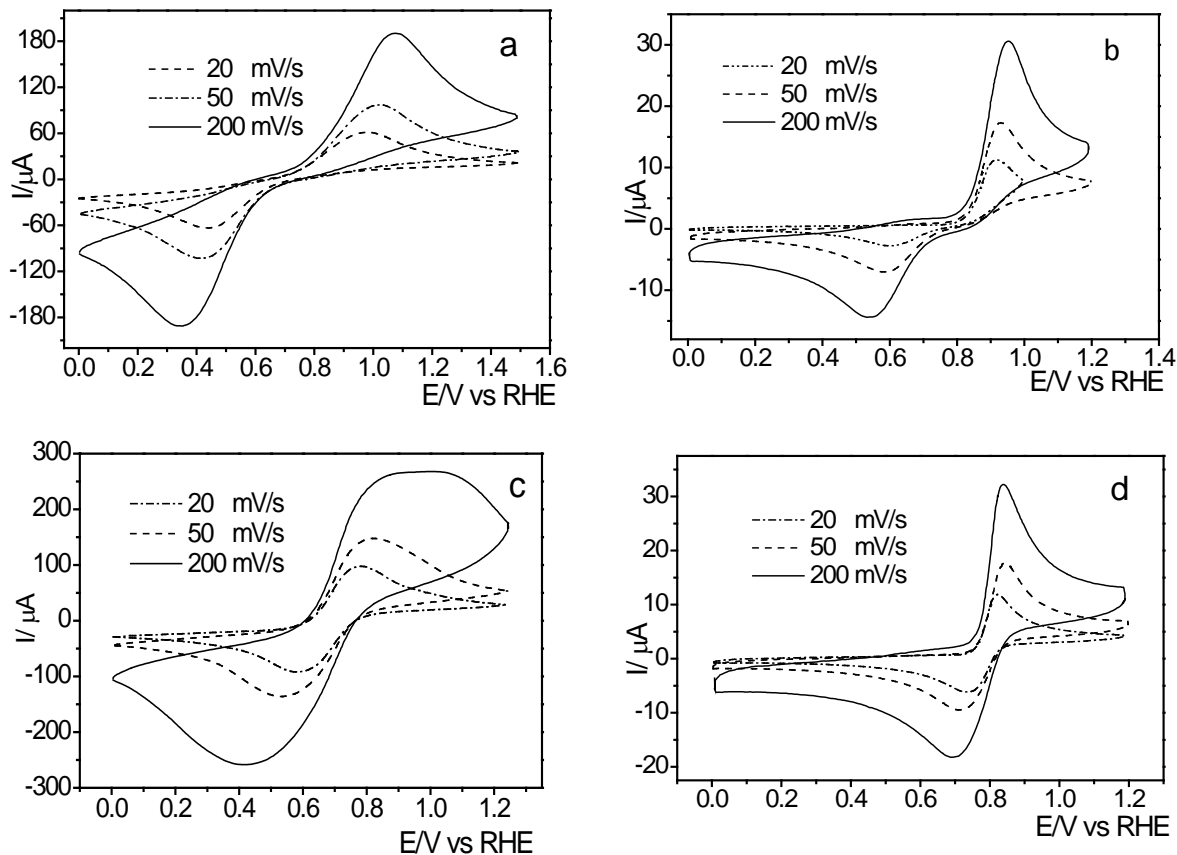 a
I/μA
180
120
60
0
-60
-120
-180
20 mV/s
50 mV/s
200 mV/s
0.0 0.2 0.4 0.6 0.8 1.0 1.2 1.4 1.6
E/V vs RHE
b
I/μA
30
20
10
0
-10
20 mV/s
50 mV/s
200 mV/s
0.0 0.2 0.4 0.6 0.8 1.0 1.2 1.4
E/V vs RHE
c
I/ μA
300
200
100
0
-100
-200
-300
20 mV/s
50 mV/s
200 mV/s
0.0 0.2 0.4 0.6 0.8 1.0 1.2
E/V vs RHE
d
I/ μA
30
20
10
0
-10
-20
20 mV/s
50 mV/s
200 mV/s
0.0 0.2 0.4 0.6 0.8 1.0 1.2
E/V vs RHE